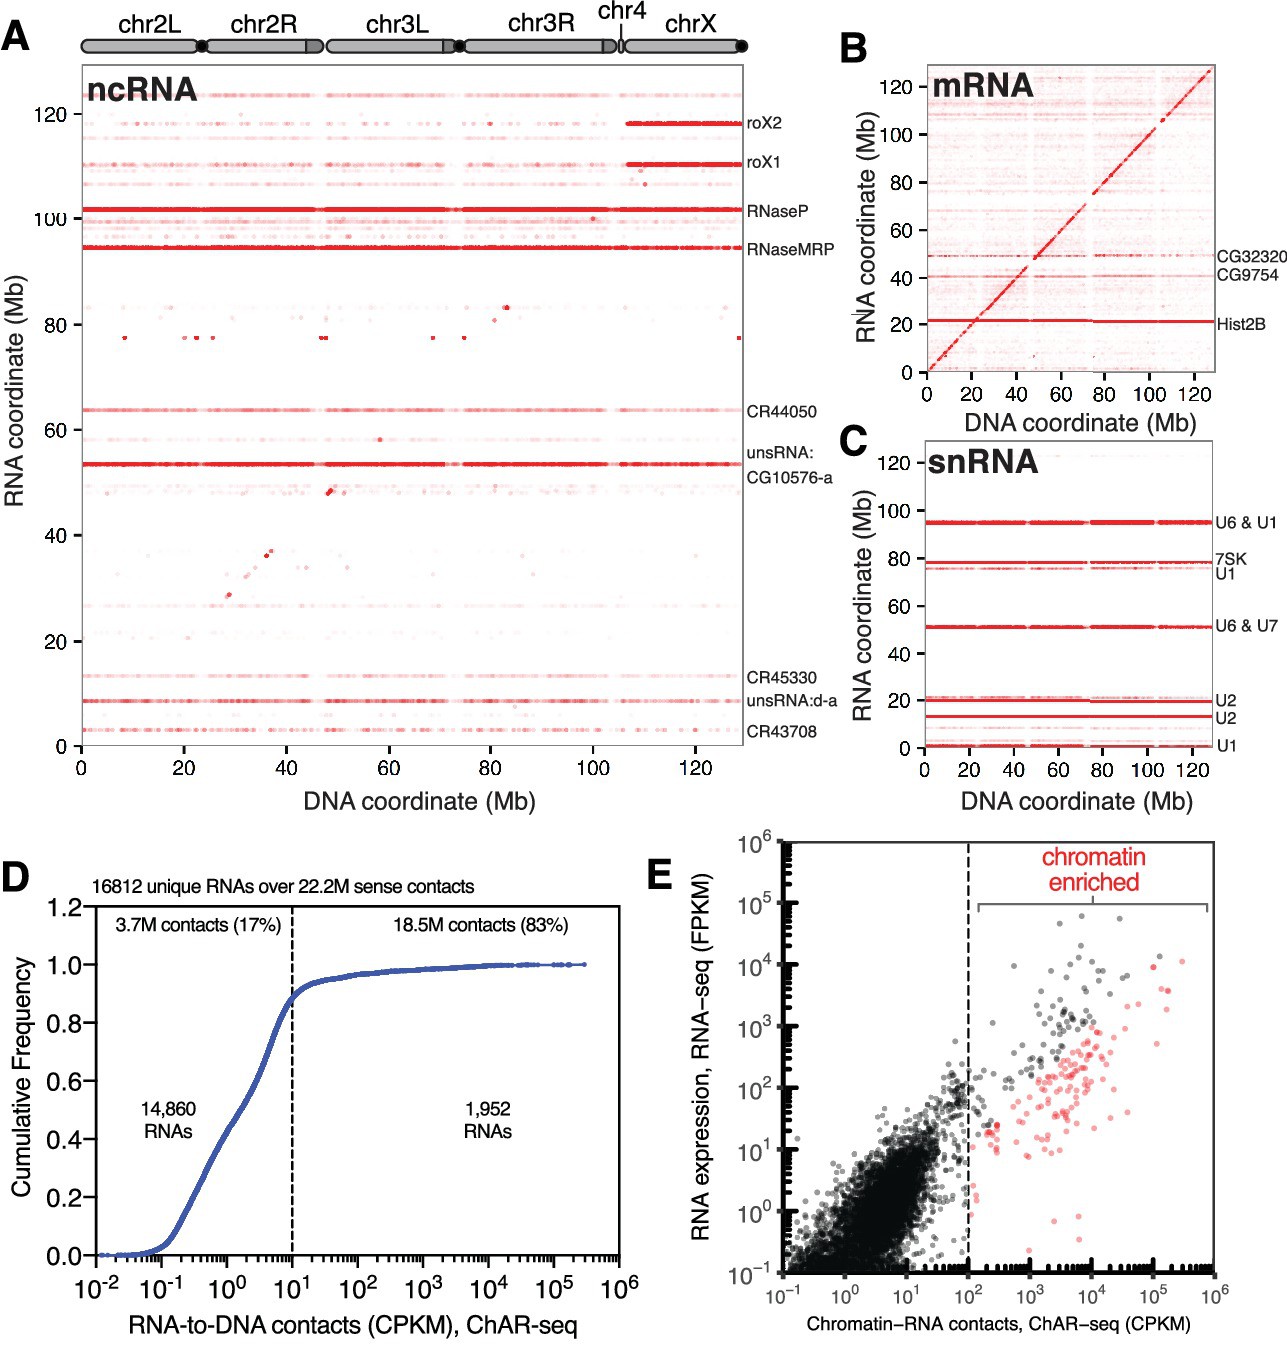 A
chr2L
chr2R
chr3L
chr3R
chr4
chrX
ncRNA
RNA coordinate (Mb)
120
100
80
60
40
20
0
roX2
roX1
RNaseP
RNaseMRP
CR44050
unsRNA:
CG10576-a
CR45330
unsRNA:d-a
CR43708
0 20 40 60 80 100 120
DNA coordinate (Mb)
B
mRNA
RNA coordinate (Mb)
120
100
80
60
40
20
0
CG32320
CG9754
Hist2B
0 20 40 60 80 100 120
DNA coordinate (Mb)
C
snRNA
RNA coordinate (Mb)
120
100
80
60
40
20
0
U6 & U1
7SK
U1
U6 & U7
U2
U2
U1
0 20 40 60 80 100 120
DNA coordinate (Mb)
D
16812 unique RNAs over 22.2M sense contacts
3.7M contacts (17%)
18.5M contacts (83%)
Cumulative Frequency
1.2
1.0
0.8
0.6
0.4
0.2
0.0
14,860
RNAs
1,952
RNAs
10⁻² 10⁻¹ 10⁰ 10¹ 10² 10³ 10⁴ 10⁵ 10⁶
RNA-to-DNA contacts (CPKM), ChAR-seq
E
chromatin
enriched
RNA expression, RNA−seq (FPKM)
10⁶
10⁵
10⁴
10³
10²
10¹
10⁰
10⁻¹
10⁻¹ 10⁰ 10¹ 10² 10³ 10⁴ 10⁵ 10⁶
Chromatin−RNA contacts, ChAR−seq (CPKM)